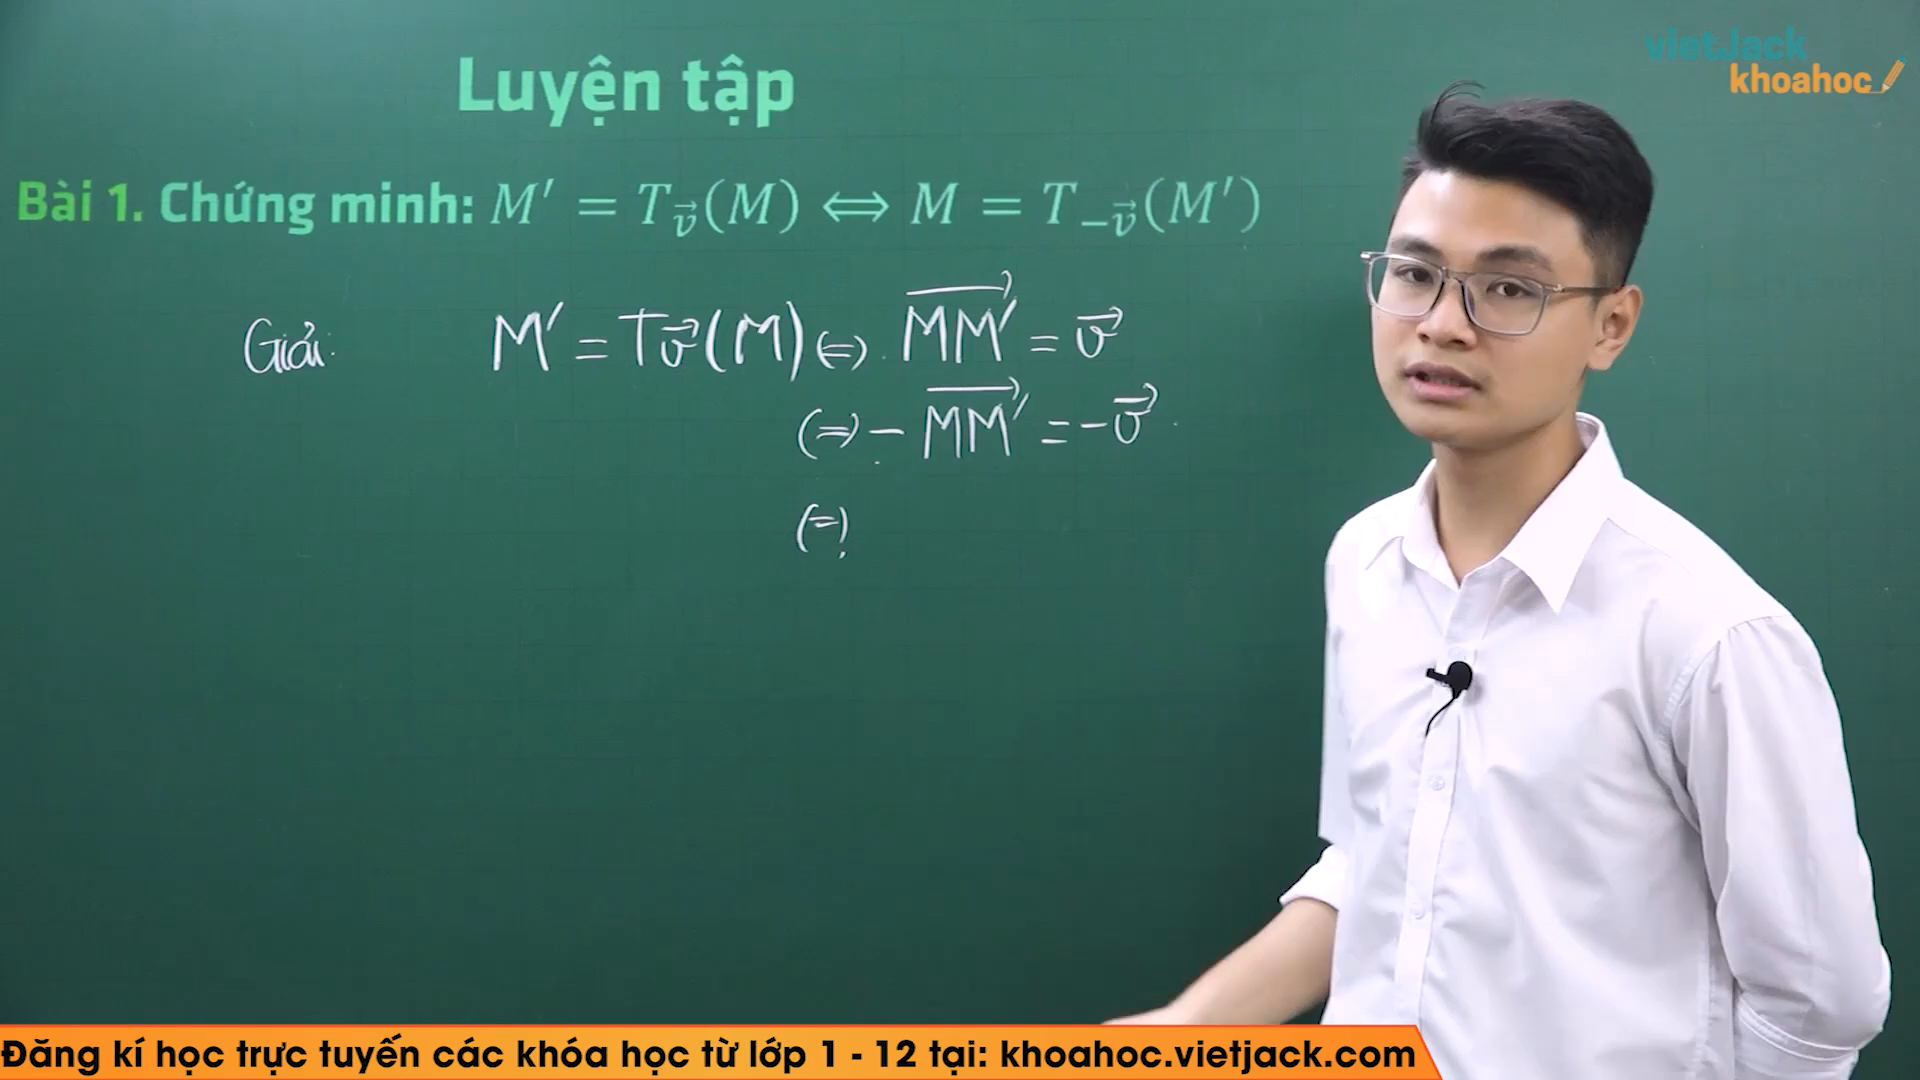 vietJack
khoahoc
Luyện tập
Bài 1. Chứng minh: M′ = T_v⃗(M) ⟺ M = T_−v⃗(M′)
Giải: M′ = T_v⃗(M) ⟺ MM′⃗ = v⃗
⟺ − MM′⃗ = −v⃗
Đăng kí học trực tuyến các khóa học từ lớp 1 - 12 tại: khoahoc.vietjack.com